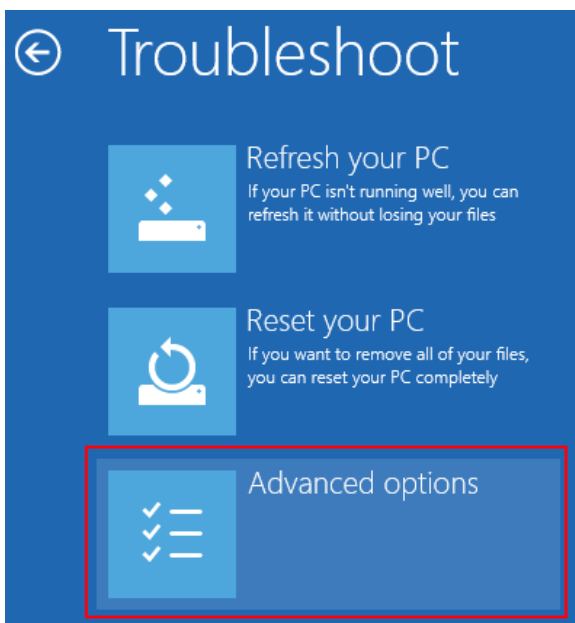 Troubleshoot
Refresh your PC
If your PC isn't running well, you can
refresh it without losing your files
Reset your PC
If you want to remove all of your files,
you can reset your PC completely
Advanced options